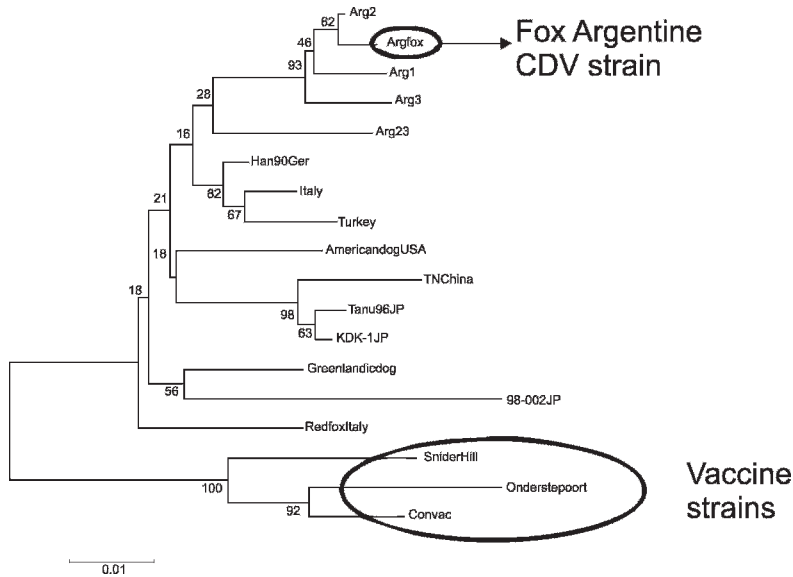 Arg2
62
Argfox
Fox Argentine
CDV strain
46
Arg1
93
Arg3
28
Arg23
16
Han90Ger
82
Italy
67
Turkey
21
AmericandogUSA
18
TNChina
98
Tanu96JP
63
KDK-1JP
18
Greenlandicdog
56
98-002JP
RedfoxItaly
SniderHill
100
Onderstepoort
92
Convac
Vaccine
strains
0.01